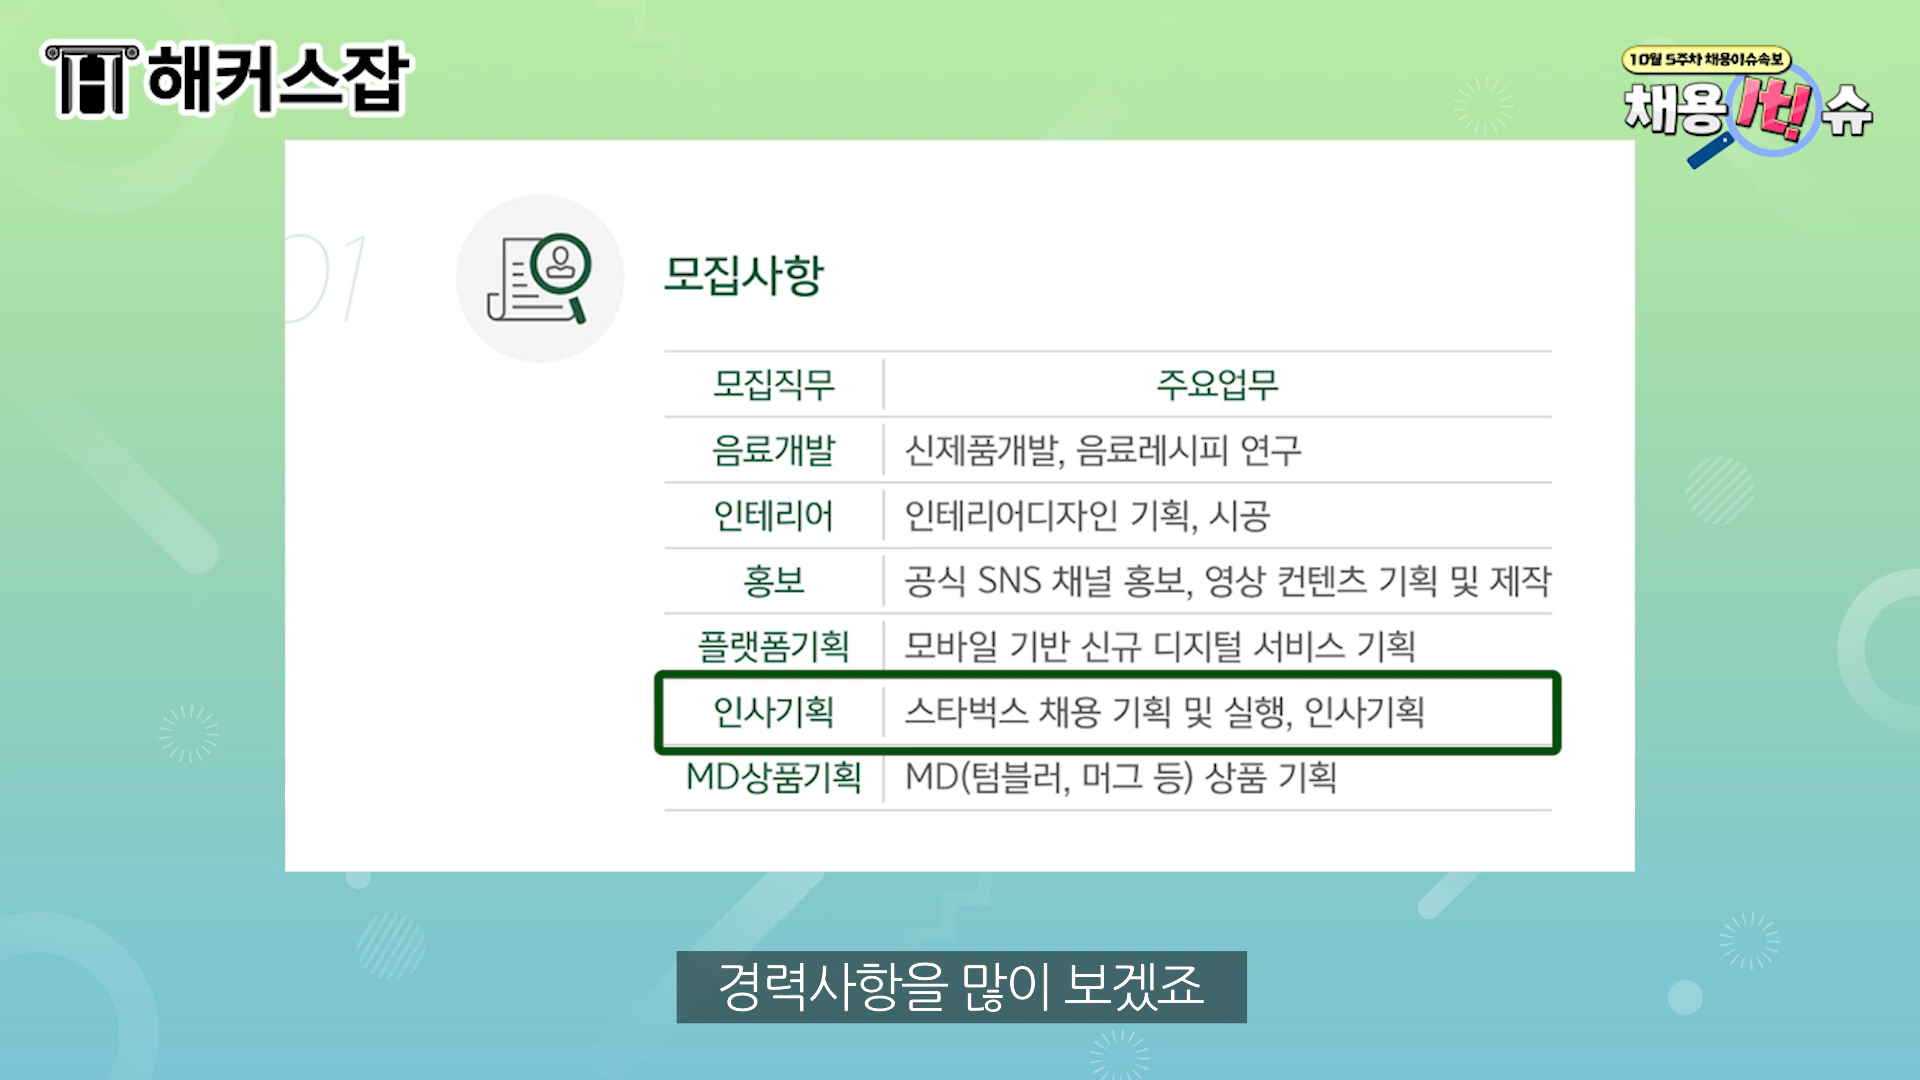 해커스잡
10월 5주차 채용이슈속보
채용 it! 슈
01
모집사항
모집직무 주요업무
음료개발 신제품개발, 음료레시피 연구
인테리어 인테리어디자인 기획, 시공
홍보 공식 SNS 채널 홍보, 영상 컨텐츠 기획 및 제작
플랫폼기획 모바일 기반 신규 디지털 서비스 기획
인사기획 스타벅스 채용 기획 및 실행, 인사기획
MD상품기획 MD(텀블러, 머그 등) 상품 기획
경력사항을 많이 보겠죠